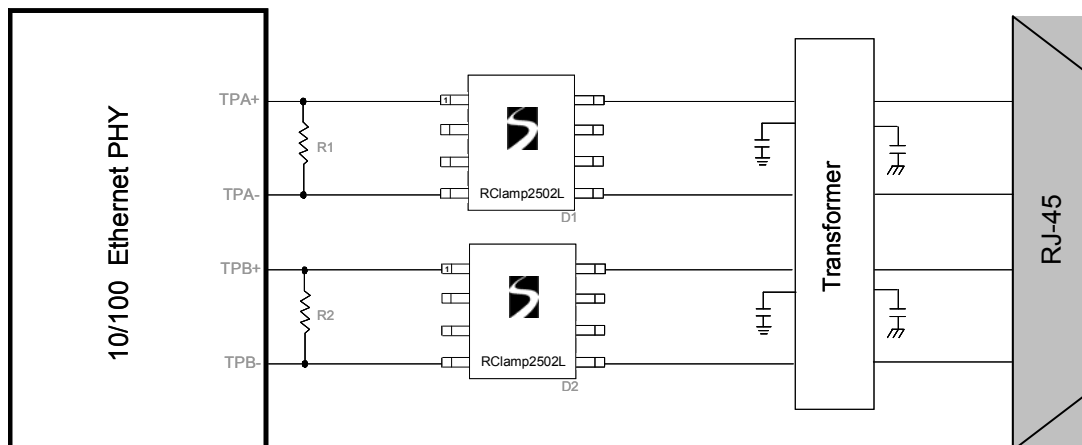 10/100 Ethernet PHY
TPA+
R1
TPA-
1
RClamp2502L
D1
TPB+
R2
TPB-
1
RClamp2502L
D2
Transformer
RJ-45